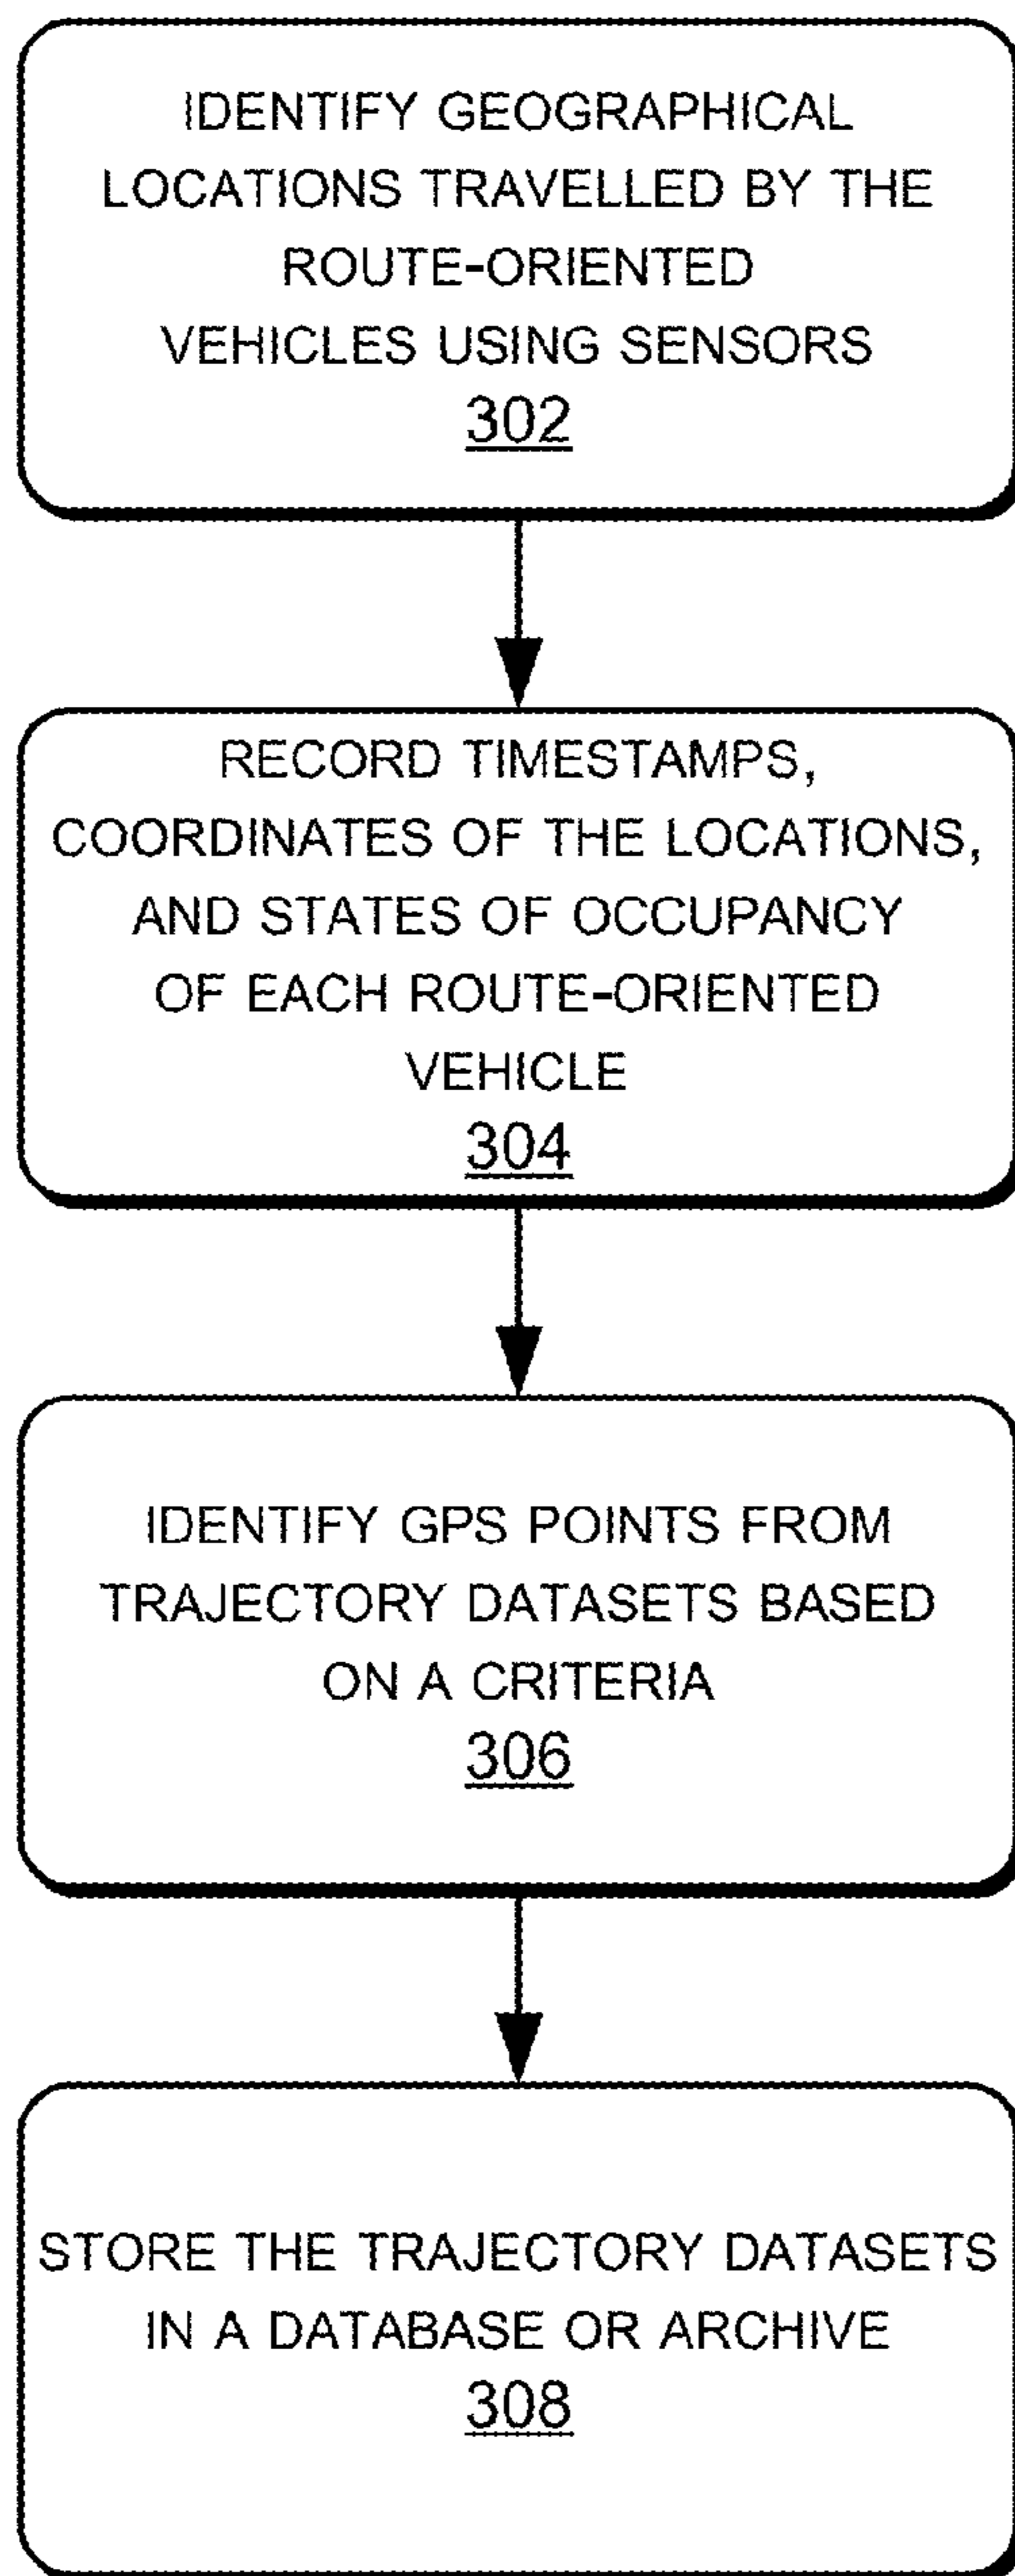 IDENTIFY GEOGRAPHICAL
LOCATIONS TRAVELLED BY THE
ROUTE-ORIENTED
VEHICLES USING SENSORS
302
RECORD TIMESTAMPS,
COORDINATES OF THE LOCATIONS,
AND STATES OF OCCUPANCY
OF EACH ROUTE-ORIENTED
VEHICLE
304
IDENTIFY GPS POINTS FROM
TRAJECTORY DATASETS BASED
ON A CRITERIA
306
STORE THE TRAJECTORY DATASETS
IN A DATABASE OR ARCHIVE
308